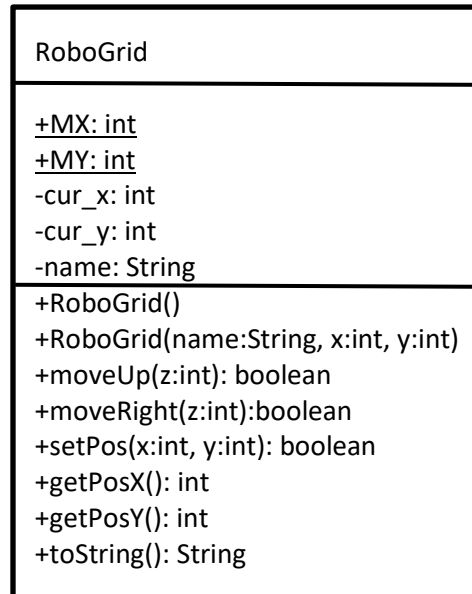 RoboGrid
+MX: int
+MY: int
-cur_x: int
-cur_y: int
-name: String
+RoboGrid()
+RoboGrid(name:String, x:int, y:int)
+moveUp(z:int): boolean
+moveRight(z:int):boolean
+setPos(x:int, y:int): boolean
+getPosX(): int
+getPosY(): int
+toString(): String